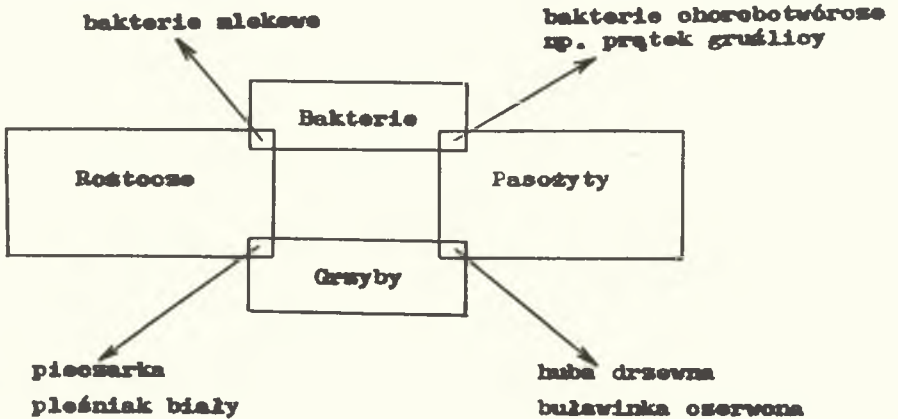 bakterie mlekowe
bakterie chorobotwórcze
np. prątek gruźlicy
Bakterie
Roztocze
Pasożyty
Grzyby
pieczarka
pleśniak biały
huba drzewna
buławinka czerwona